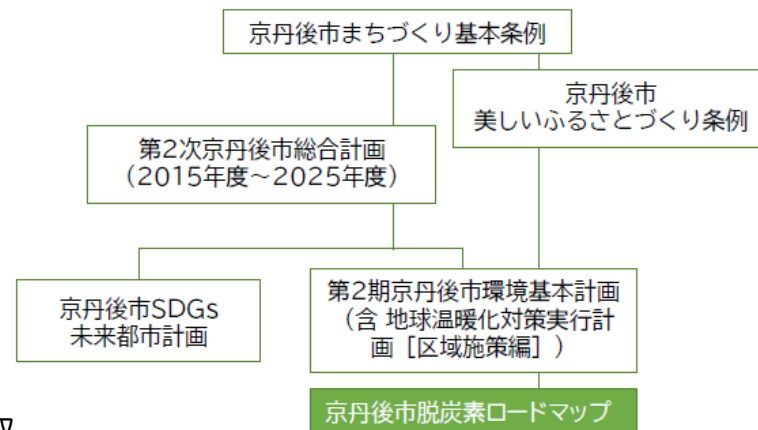 京丹後市まちづくり基本条例
京丹後市
美しいふるさとづくり条例
第2次京丹後市総合計画
（2015年度～2025年度）
京丹後市SDGs
未来都市計画
第2期京丹後市環境基本計画
（含 地球温暖化対策実行計
画［区域施策編］）
京丹後市脱炭素ロードマップ